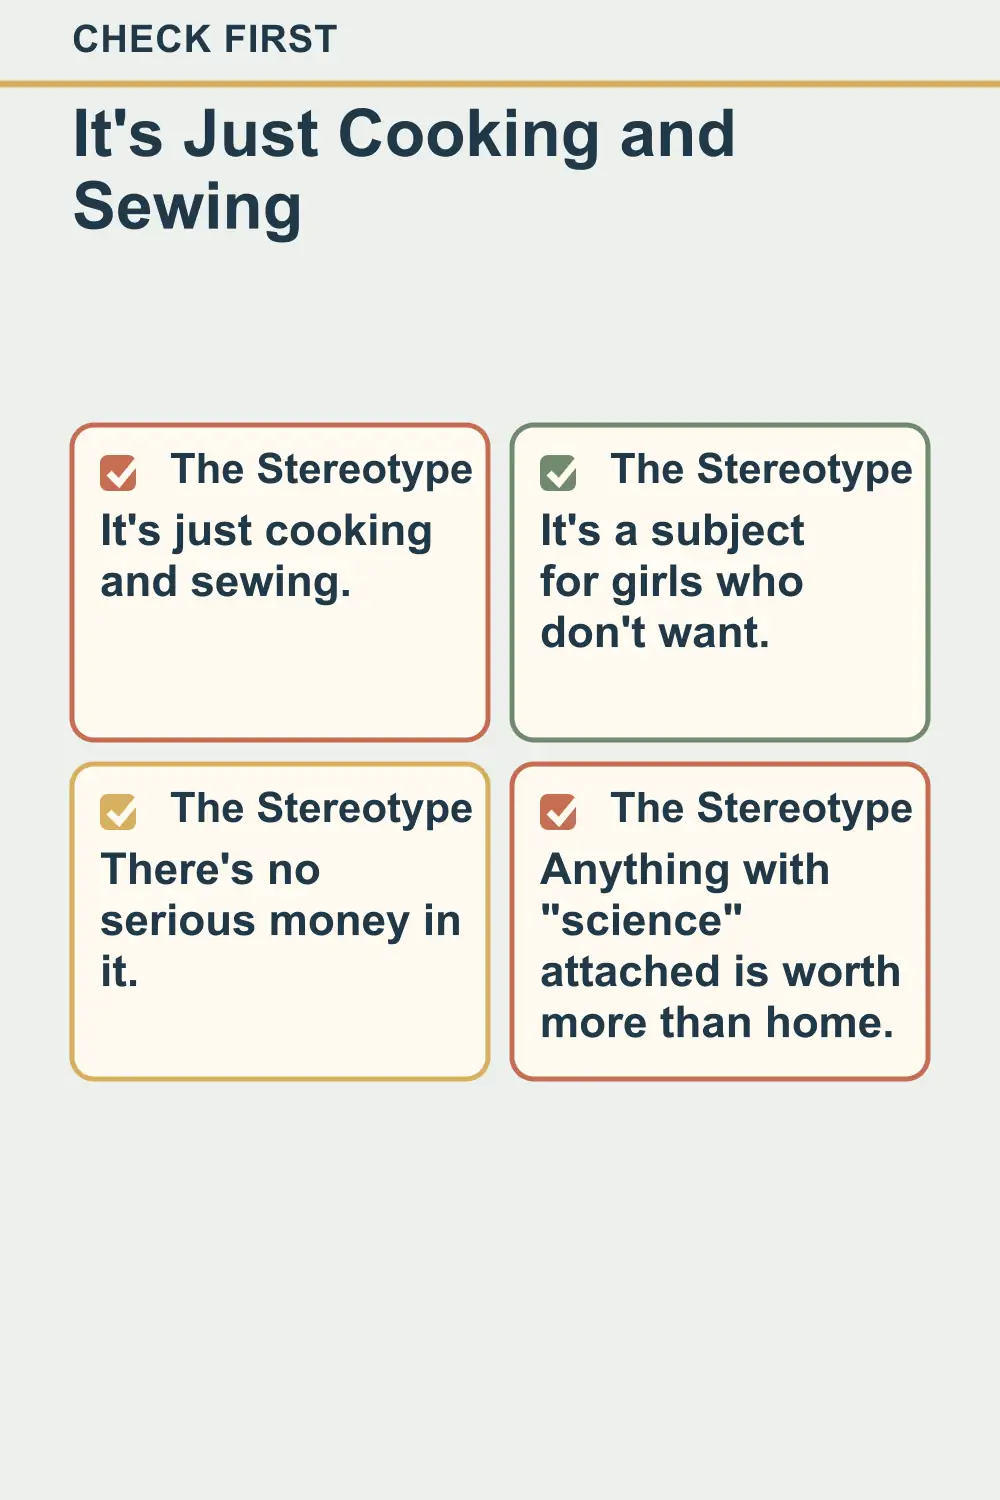 CHECK FIRST
It's Just Cooking and
Sewing
The Stereotype
It's just cooking
and sewing.
The Stereotype
It's a subject
for girls who
don't want.
The Stereotype
There's no
serious money in
it.
The Stereotype
Anything with
"science"
attached is worth
more than home.